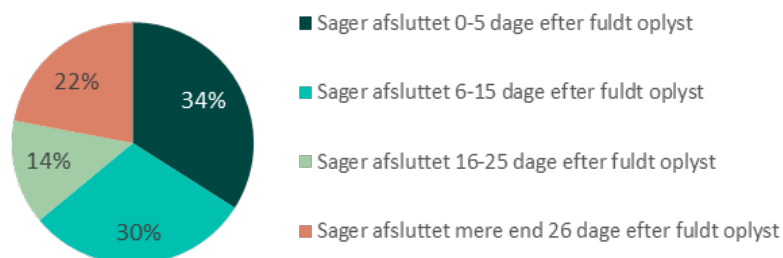 34%
30%
14%
22%
Sager afsluttet 0-5 dage efter fuldt oplyst
Sager afsluttet 6-15 dage efter fuldt oplyst
Sager afsluttet 16-25 dage efter fuldt oplyst
Sager afsluttet mere end 26 dage efter fuldt oplyst